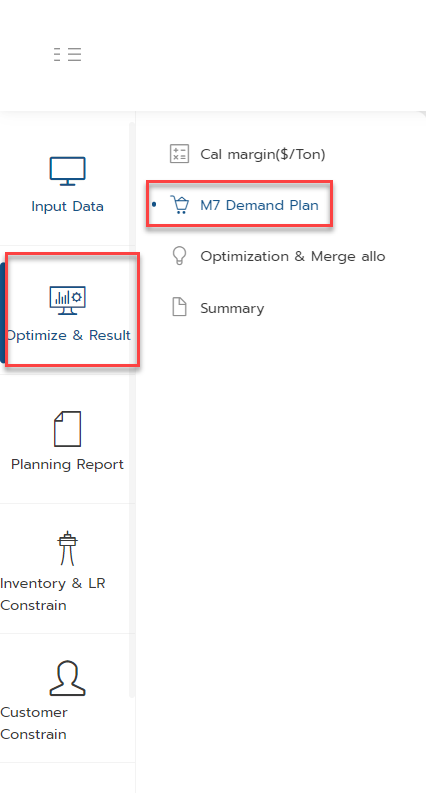 Input Data
Optimize & Result
Planning Report
Inventory & LR
Constrain
Customer
Constrain
Cal margin($/Ton)
M7 Demand Plan
Optimization & Merge allo
Summary